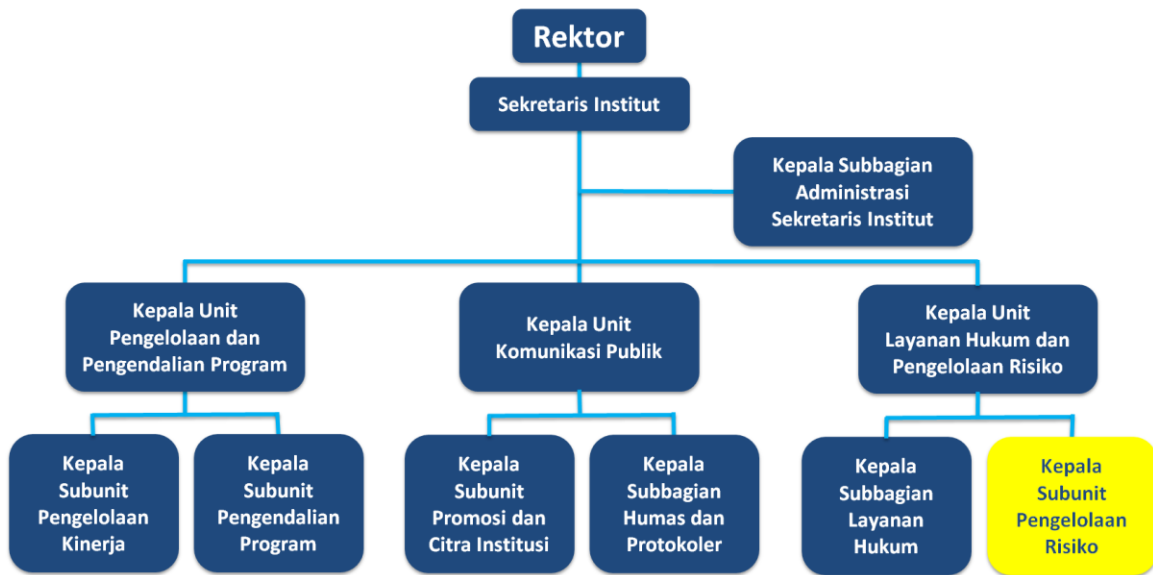 Rektor
Sekretaris Institut
Kepala Subbagian
Administrasi
Sekretaris Institut
Kepala Unit
Pengelolaan dan
Pengendalian Program
Kepala Unit
Komunikasi Publik
Kepala Unit
Layanan Hukum dan
Pengelolaan Risiko
Kepala
Subunit
Pengelolaan
Kinerja
Kepala
Subunit
Pengendalian
Program
Kepala
Subunit
Promosi dan
Citra Institusi
Kepala
Subbagian
Humas dan
Protokoler
Kepala
Subbagian
Layanan
Hukum
Kepala
Subunit
Pengelolaan
Risiko